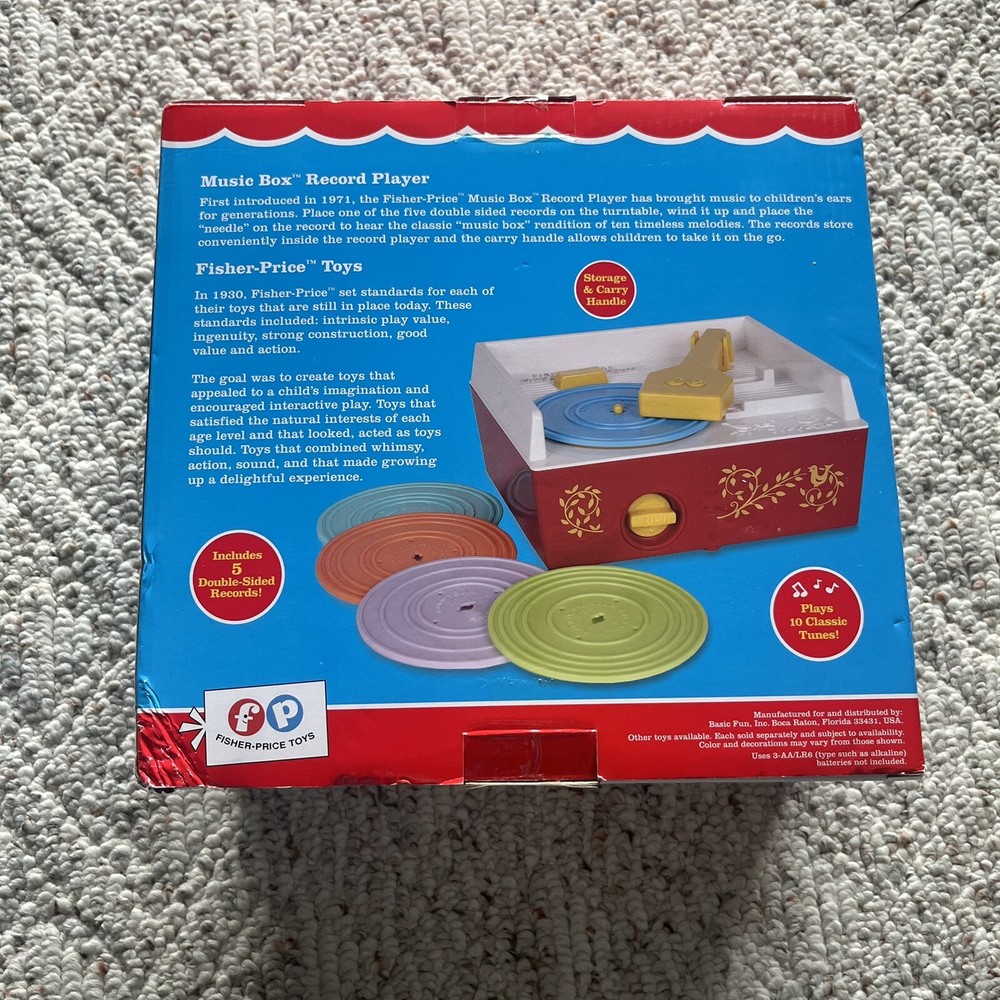 Music Box™ Record Player
First introduced in 1971, the Fisher-Price™ Music Box™ Record Player has brought music to children's ears
for generations. Place one of the five double sided records on the turntable, wind it up and place the
"needle" on the record to hear the classic "music box" rendition of ten timeless melodies. The records store
conveniently inside the record player and the carry handle allows children to take it on the go.
Fisher-Price™ Toys
In 1930, Fisher-Price™ set standards for each of
their toys that are still in place today. These
standards included: intrinsic play value,
ingenuity, strong construction, good
value and action.
The goal was to create toys that
appealed to a child's imagination and
encouraged interactive play. Toys that
satisfied the natural interests of each
age level and that looked, acted as toys
should. Toys that combined whimsy,
action, sound, and that made growing
up a delightful experience.
Storage
& Carry
Handle
Includes
5
Double-Sided
Records!
Plays
10 Classic
Tunes!
fp
FISHER-PRICE TOYS
Manufactured for and distributed by:
Basic Fun, Inc. Boca Raton, Florida 33431, USA.
Other toys available. Each sold separately and subject to availability.
Color and decorations may vary from those shown.
Uses 3-AA/LR6 (type such as alkaline)
batteries not included.